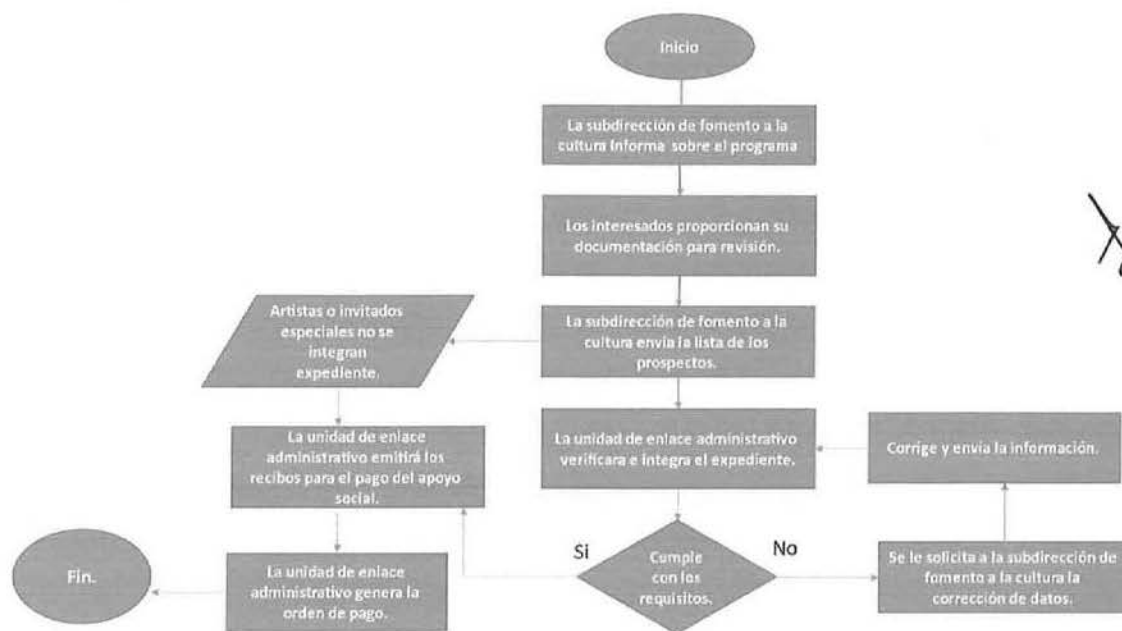 Inicio
La subdirección de fomento a la
cultura informa sobre el programa
Los interesados proporcionan su
documentación para revisión.
La subdirección de fomento a la
cultura envía la lista de los
prospectos.
Artistas o invitados
especiales no se
integran
expediente.
La unidad de enlace administrativo
verificara e integra el expediente.
Corrige y envía la información.
La unidad de enlace
administrativo emitirá los
recibos para el pago del apoyo
social.
Si
Cumple
con los
requisitos.
No
Se le solicita a la subdirección de
fomento a la cultura la
corrección de datos.
La unidad de enlace
administrativo genera la
orden de pago.
Fin.